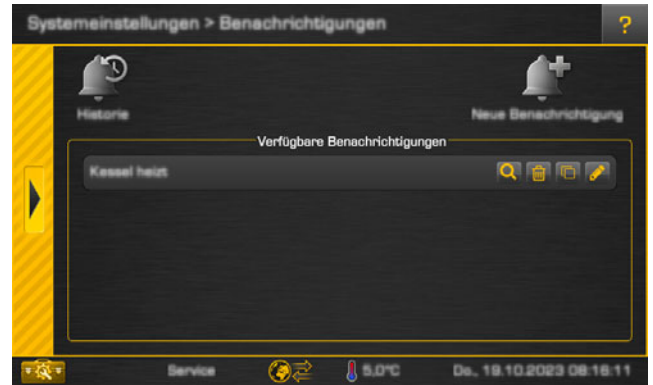 Systemeinstellungen > Benachrichtigungen
?
Historie
Neue Benachrichtigung
Verfügbare Benachrichtigungen
Kessel heizt
Service
5,0°C
Do., 19.10.2023 08:16:11